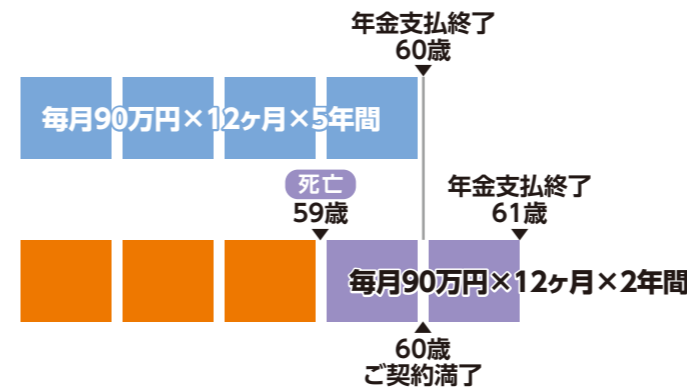 年金支払終了
60歳
毎月90万円×12ヶ月×5年間
死亡
59歳
年金支払終了
61歳
毎月90万円×12ヶ月×2年間
60歳
ご契約満了